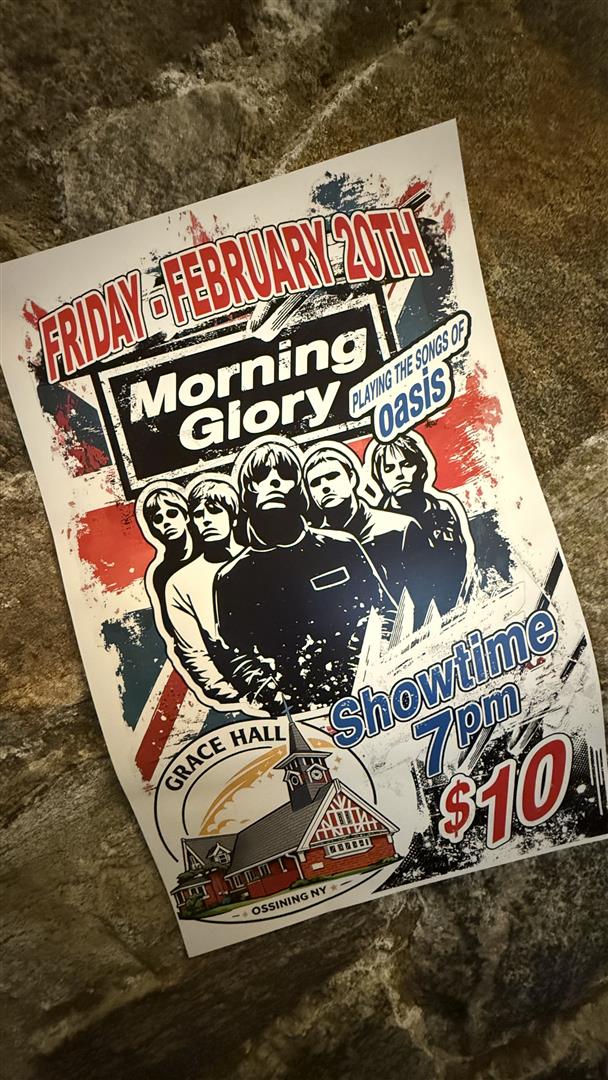 FRIDAY - FEBRUARY 20TH
Morning
Glory
PLAYING THE SONGS OF
oasis
Showtime
7pm
$10
GRACE HALL
OSSINING NY